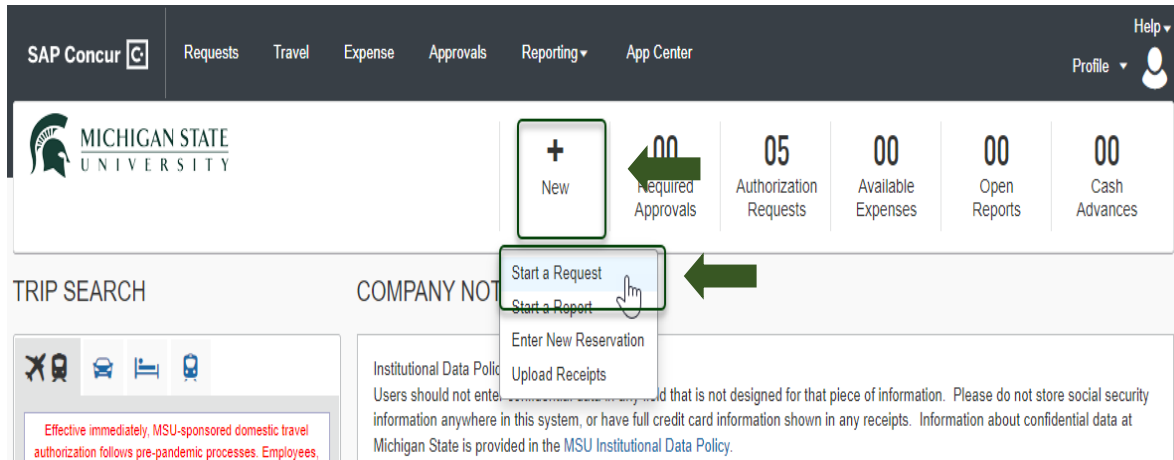 Help
SAP Concur C Requests Travel Expense Approvals Reporting App Center
Profile
MICHIGAN STATE
UNIVERSITY
+ 00 05 00 00 00
New Required Authorization Available Open Cash
Approvals Requests Expenses Reports Advances
Start a Request
TRIP SEARCH COMPANY NOT
Start a Report
Enter New Reservation
Institutional Data Polic
Upload Receipts
Users should not enter confidential data in any field that is not designed for that piece of information. Please do not store social security
information anywhere in this system, or have full credit card information shown in any receipts. Information about confidential data at
Michigan State is provided in the MSU Institutional Data Policy.
Effective immediately, MSU-sponsored domestic travel
authorization follows pre-pandemic processes. Employees,